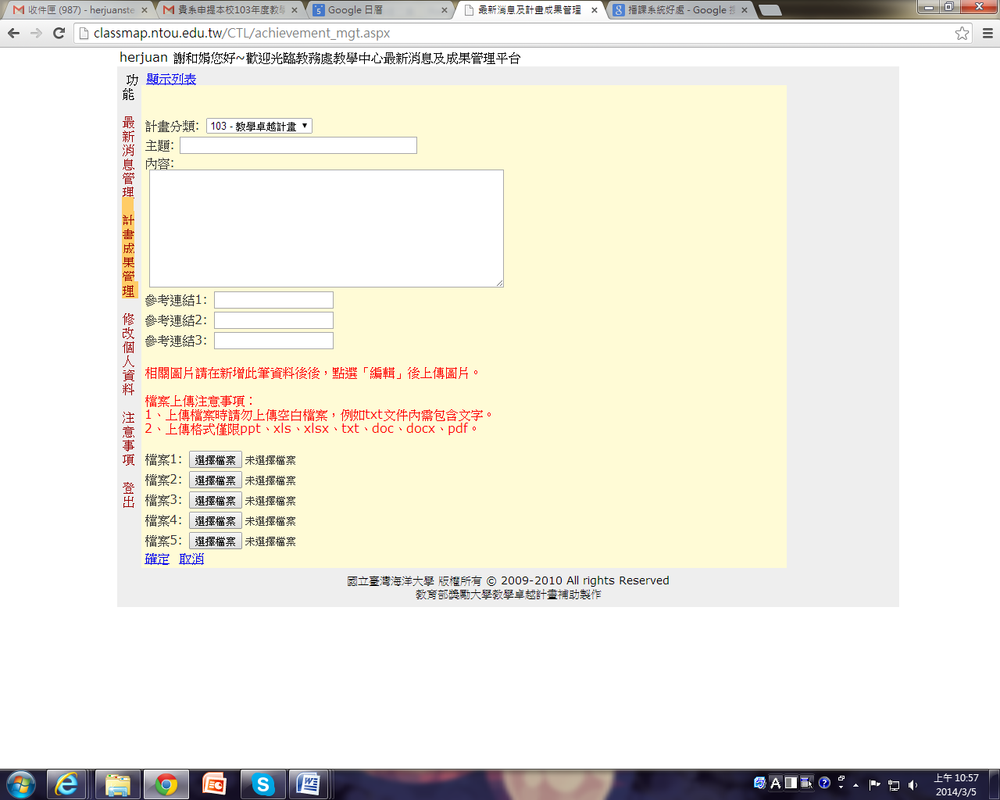 收件匣 (987) - herjuanste
貴系申提本校103年度教學
Google 日曆
最新消息及計畫成果管理
播課系統好處 - Google 搜
classmap.ntou.edu.tw/CTL/achievement_mgt.aspx
herjuan 謝和娟您好~歡迎光臨教務處教學中心最新消息及成果管理平台
功能
最新消息管理
計畫成果管理
修改個人資料
注意事項
登出
顯示列表
計畫分類: 103 - 教學卓越計畫
主題:
內容:
參考連結1:
參考連結2:
參考連結3:
相關圖片請在新增此筆資料後後，點選「編輯」後上傳圖片。
檔案上傳注意事項：
1、上傳檔案時請勿上傳空白檔案，例如txt文件內需包含文字。
2、上傳格式僅限ppt、xls、xlsx、txt、doc、docx、pdf。
檔案1: 選擇檔案 未選擇檔案
檔案2: 選擇檔案 未選擇檔案
檔案3: 選擇檔案 未選擇檔案
檔案4: 選擇檔案 未選擇檔案
檔案5: 選擇檔案 未選擇檔案
確定 取消
國立臺灣海洋大學 版權所有 © 2009-2010 All rights Reserved
教育部獎勵大學教學卓越計畫補助製作
上午 10:57
2014/3/5